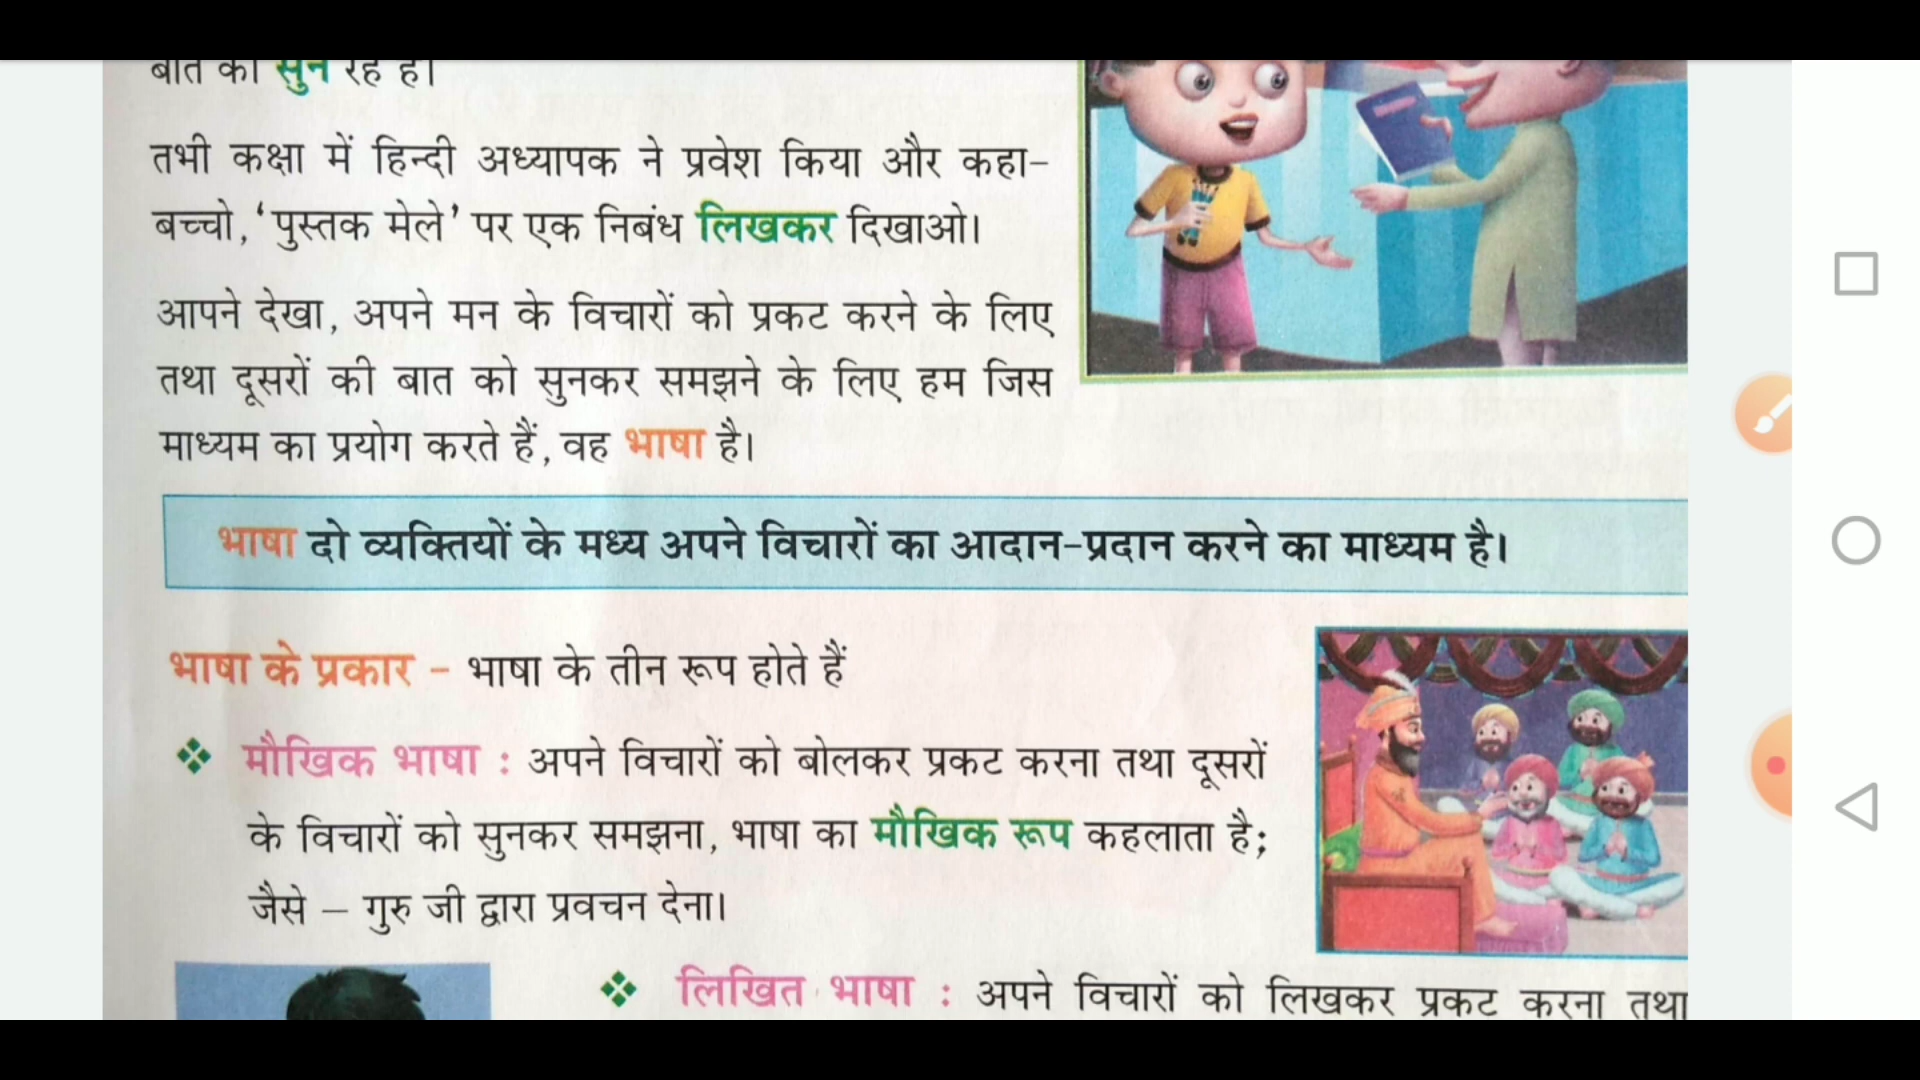 बात को सुन रहे हैं।
तभी कक्षा में हिन्दी अध्यापक ने प्रवेश किया और कहा–
बच्चो, ‘पुस्तक मेले’ पर एक निबंध लिखकर दिखाओ।
आपने देखा, अपने मन के विचारों को प्रकट करने के लिए
तथा दूसरों की बात को सुनकर समझने के लिए हम जिस
माध्यम का प्रयोग करते हैं, वह भाषा है।
भाषा दो व्यक्तियों के मध्य अपने विचारों का आदान-प्रदान करने का माध्यम है।
भाषा के प्रकार – भाषा के तीन रूप होते हैं
❖ मौखिक भाषा : अपने विचारों को बोलकर प्रकट करना तथा दूसरों
के विचारों को सुनकर समझना, भाषा का मौखिक रूप कहलाता है;
जैसे – गुरु जी द्वारा प्रवचन देना।
❖ लिखित भाषा : अपने विचारों को लिखकर प्रकट करना तथा